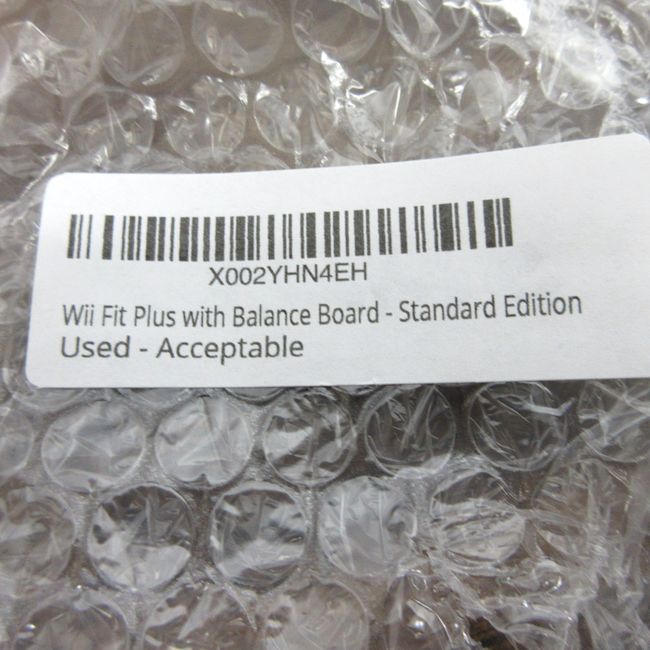 X002YHN4EH
Wii Fit Plus with Balance Board - Standard Edition
Used - Acceptable